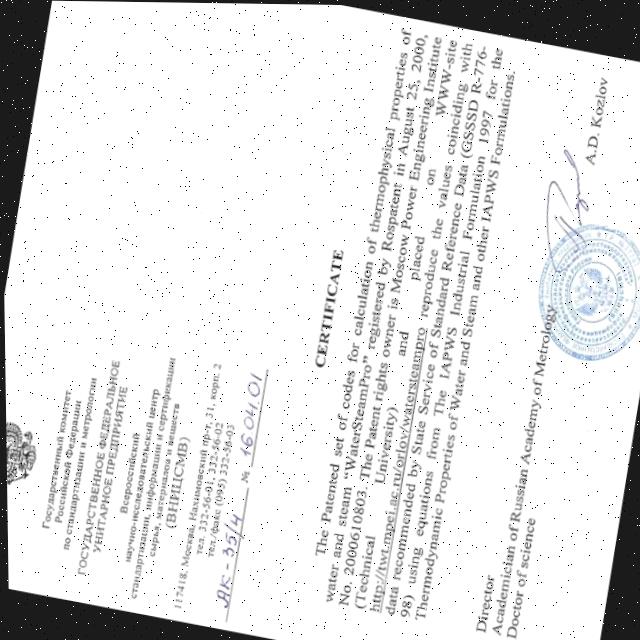 Государственный комитет
Российской Федерации
по стандартизации и метрологии
ГОСУДАРСТВЕННОЕ ФЕДЕРАЛЬНОЕ
УНИТАРНОЕ ПРЕДПРИЯТИЕ
Всероссийский
научно-исследовательский центр
стандартизации, информации и сертификации
сырья, материалов и веществ
(ВНИЦСМВ)
117418, Москва, Нахимовский пр-т, 31, корп. 2
тел. 332-56-01, 332-56-02
тел./факс (095) 332-56-03
АК-35/4 № 16.04.01
CERTIFICATE
The Patented set of codes for calculation of thermophysical properties of
water and steam "WaterSteamPro" registered by Rospatent in August 25, 2000,
No. 2000610803. (The Patent rights owner is Moscow Power Engineering Institute
(Technical University) and placed on WWW-site
http://twt.mpei.ac.ru/orlov/watersteampro reproduce the values coinciding with
data recommended by State Service of Standard Reference Data (GSSSD R-776-
98) using equations from The IAPWS Industrial Formulation 1997 for the
Thermodynamic Properties of Water and Steam and other IAPWS Formulations.
Director
Academician of Russian Academy of Metrology
Doctor of science A.D. Kozlov